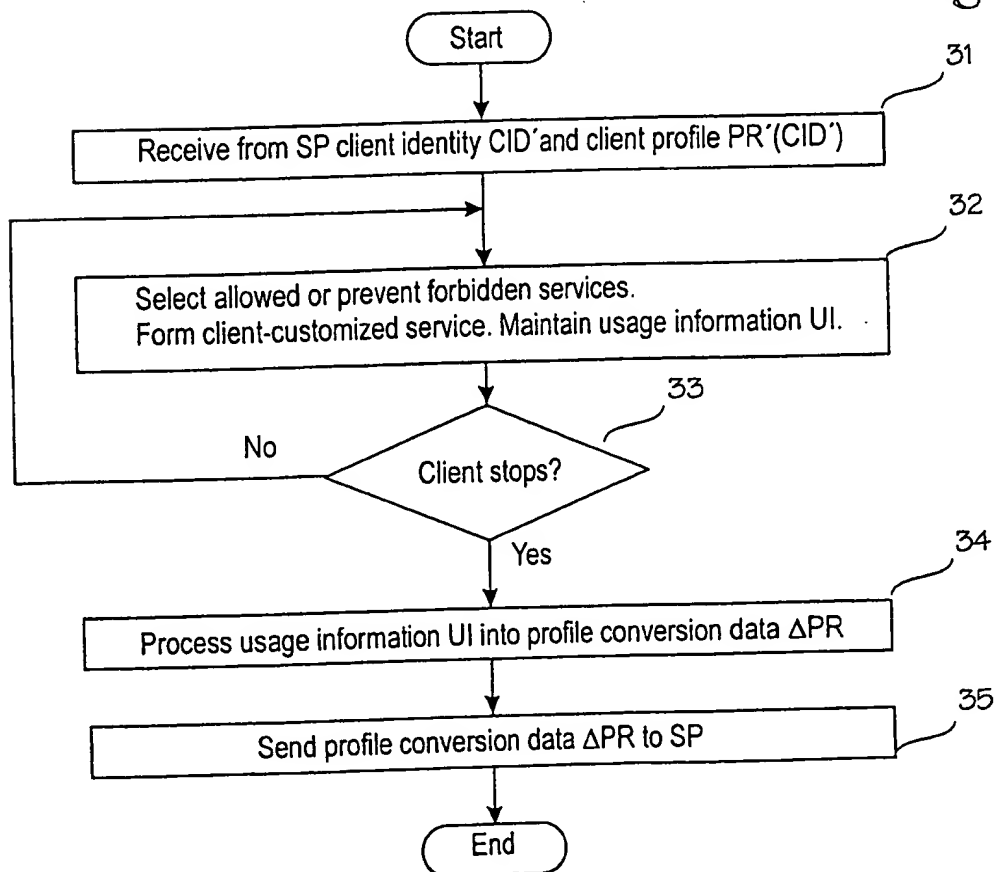 Start
31
Receive from SP client identity CID´and client profile PR´(CID´)
32
Select allowed or prevent forbidden services.
Form client-customized service. Maintain usage information UI.
33
No
Client stops?
Yes
34
Process usage information UI into profile conversion data ΔPR
35
Send profile conversion data ΔPR to SP
End